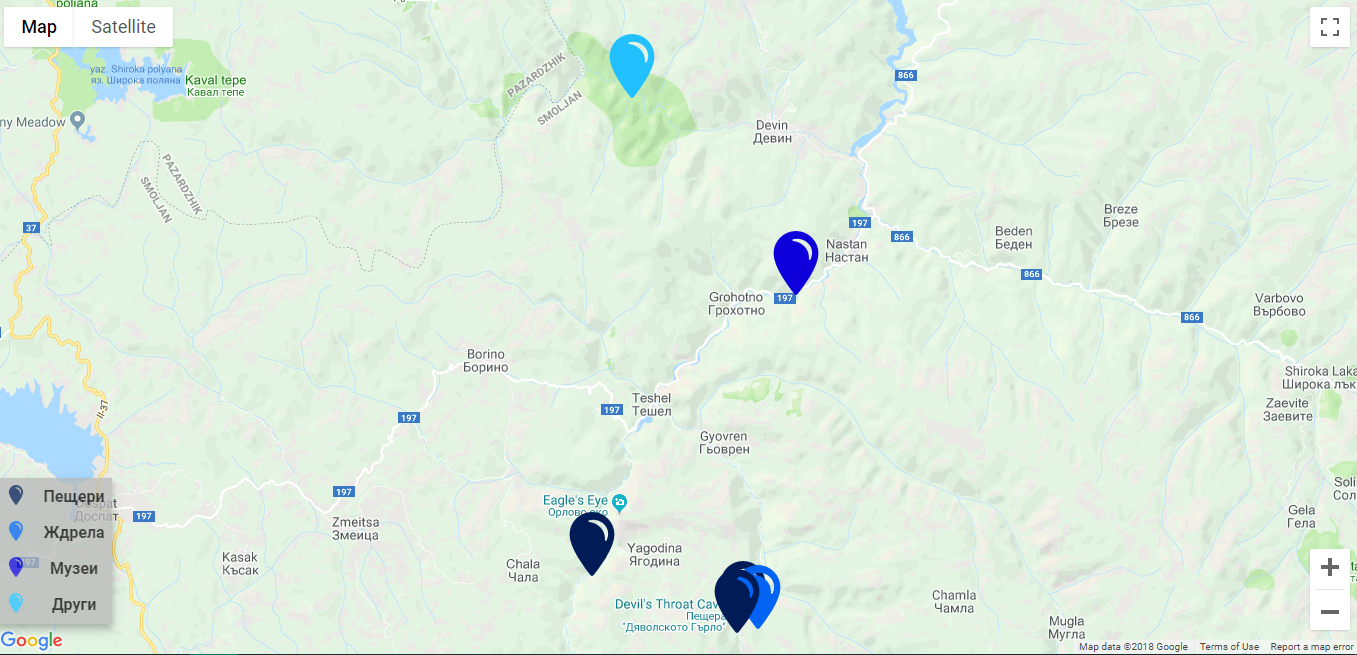 poliana
Map
Satellite
yaz. Shiroka polyana
яз. Широка поляна
Kaval tepe
Кавал тепе
ny Meadow
PAZARDZHIK
SMOLJAN
PAZARDZHIK
SMOLJAN
866
Devin
Девин
37
197
866
Nastan
Настан
Beden
Беден
Breze
Брезе
866
197
Grohotno
Грохотно
Varbovo
Върбово
866
Borino
Борино
Shiroka Laka
Широка лък
II-37
197
197
Teshel
Тешел
Zaevite
Заевите
Gyovren
Гьоврен
197
Eagle's Eye
Орлово око
Soli
Сол
Пещери
Ждрела
Музеи
Други
Dospat
Доспат
197
197
Zmeitsa
Змеица
Gela
Гела
Kasak
Късак
Chala
Чала
Yagodina
Ягодина
Devil's Throat Cav
Пещера
"Дяволското Гърло"
Chamla
Чамла
Mugla
Мугла
Google
Map data ©2018 Google
Terms of Use
Report a map error